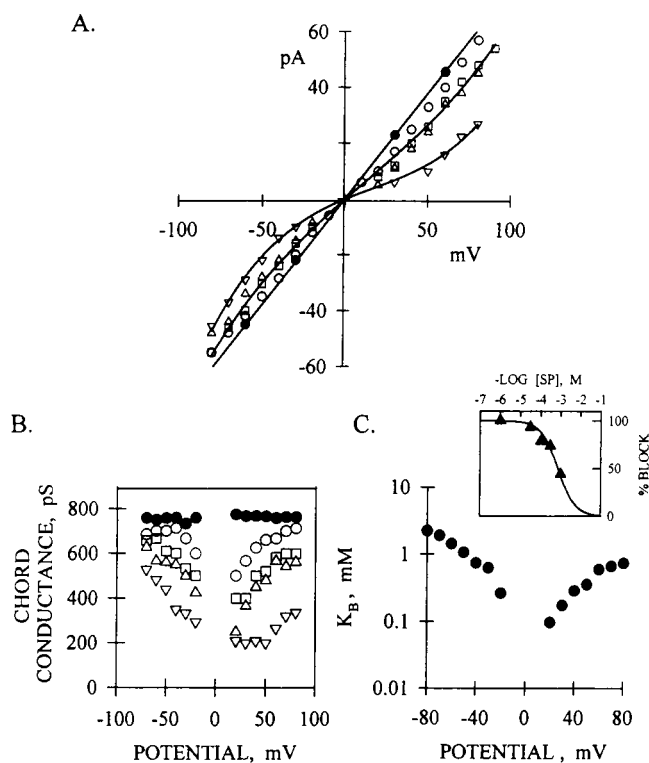 A.
60
pA
40
-100
-50
50
100
mV
-40
-60
B.
C.
-LOG [SP], M
-7 -6 -5 -4 -3 -2 -1
100
50
0
% BLOCK
800
600
400
200
0
CHORD
CONDUCTANCE, pS
-100 -50 0 50 100
POTENTIAL, mV
10
1
0.1
0.01
K_B, mM
-80 -40 0 40 80
POTENTIAL, mV